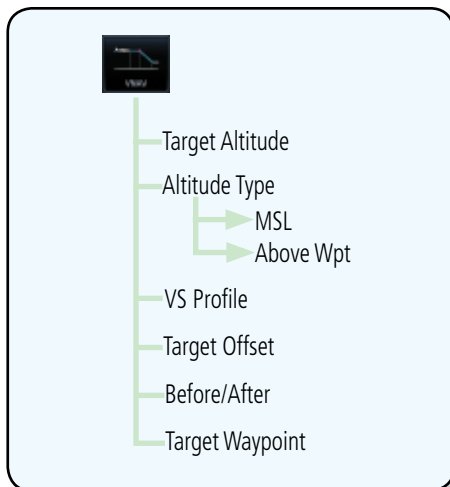 VNAV
Target Altitude
Altitude Type
MSL
Above Wpt
VS Profile
Target Offset
Before/After
Target Waypoint